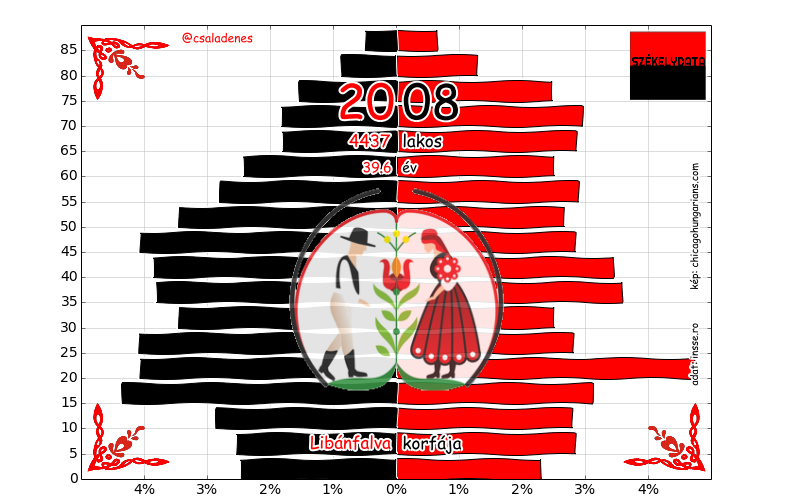 @csaladenes
SZÉKELYDATA
2008
4437 lakos
39.6 év
kép: chicagohungarians.com
adat: insse.ro
Libánfalva korfája
85
80
75
70
65
60
55
50
45
40
35
30
25
20
15
10
5
0
4% 3% 2% 1% 0% 1% 2% 3% 4%